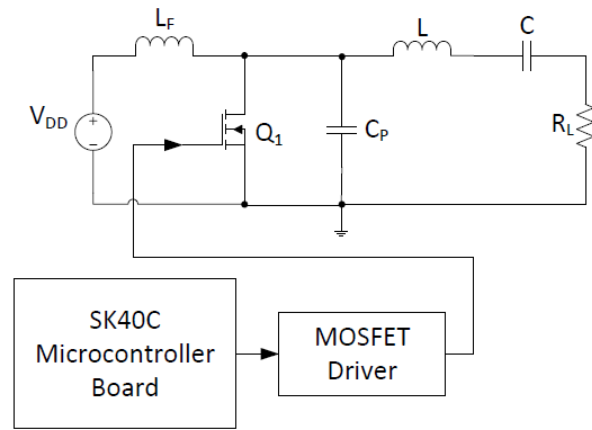 L_F
L
C
V_DD
+
−
Q_1
C_P
R_L
SK40C
Microcontroller
Board
MOSFET
Driver